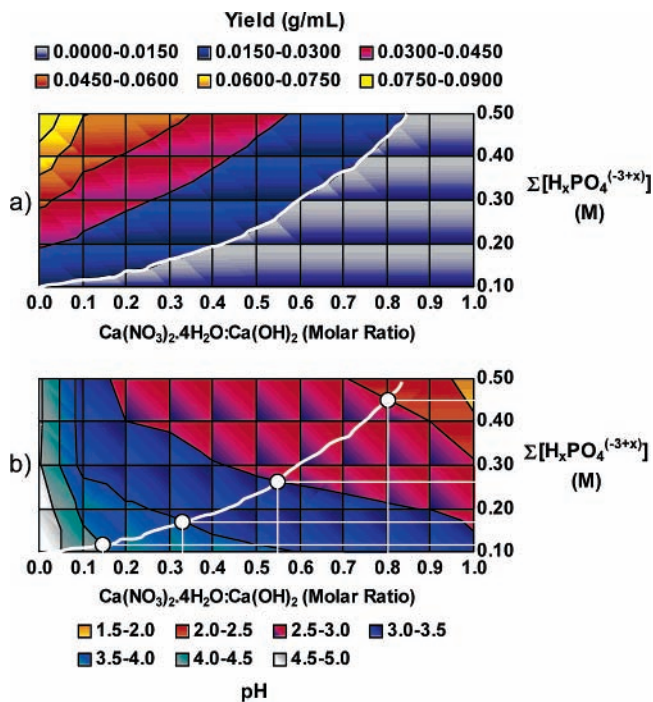 Yield (g/mL)
0.0000-0.0150 0.0150-0.0300 0.0300-0.0450
0.0450-0.0600 0.0600-0.0750 0.0750-0.0900
0.50
0.40
a) 0.30 Σ[HₓPO₄⁽⁻³⁺ˣ⁾]
(M)
0.20
0.10
0.0 0.1 0.2 0.3 0.4 0.5 0.6 0.7 0.8 0.9 1.0
Ca(NO₃)₂.4H₂O:Ca(OH)₂ (Molar Ratio)
0.50
0.40
b) 0.30 Σ[HₓPO₄⁽⁻³⁺ˣ⁾]
(M)
0.20
0.10
0.0 0.1 0.2 0.3 0.4 0.5 0.6 0.7 0.8 0.9 1.0
Ca(NO₃)₂.4H₂O:Ca(OH)₂ (Molar Ratio)
1.5-2.0 2.0-2.5 2.5-3.0 3.0-3.5
3.5-4.0 4.0-4.5 4.5-5.0
pH